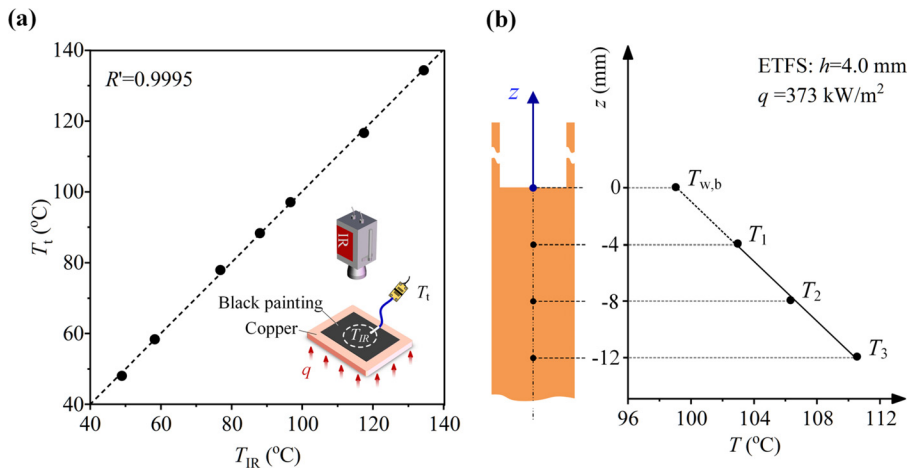 (a)
140
120
100
80
60
40
T_t (°C)
R'=0.9995
IR
T_t
Black painting
Copper
T_IR
q
40 60 80 100 120 140
T_IR (°C)
(b)
z
z (mm)
ETFS: h=4.0 mm
q =373 kW/m²
0
-4
-8
-12
T_w,b
T_1
T_2
T_3
96 100 104 108 112
T (°C)